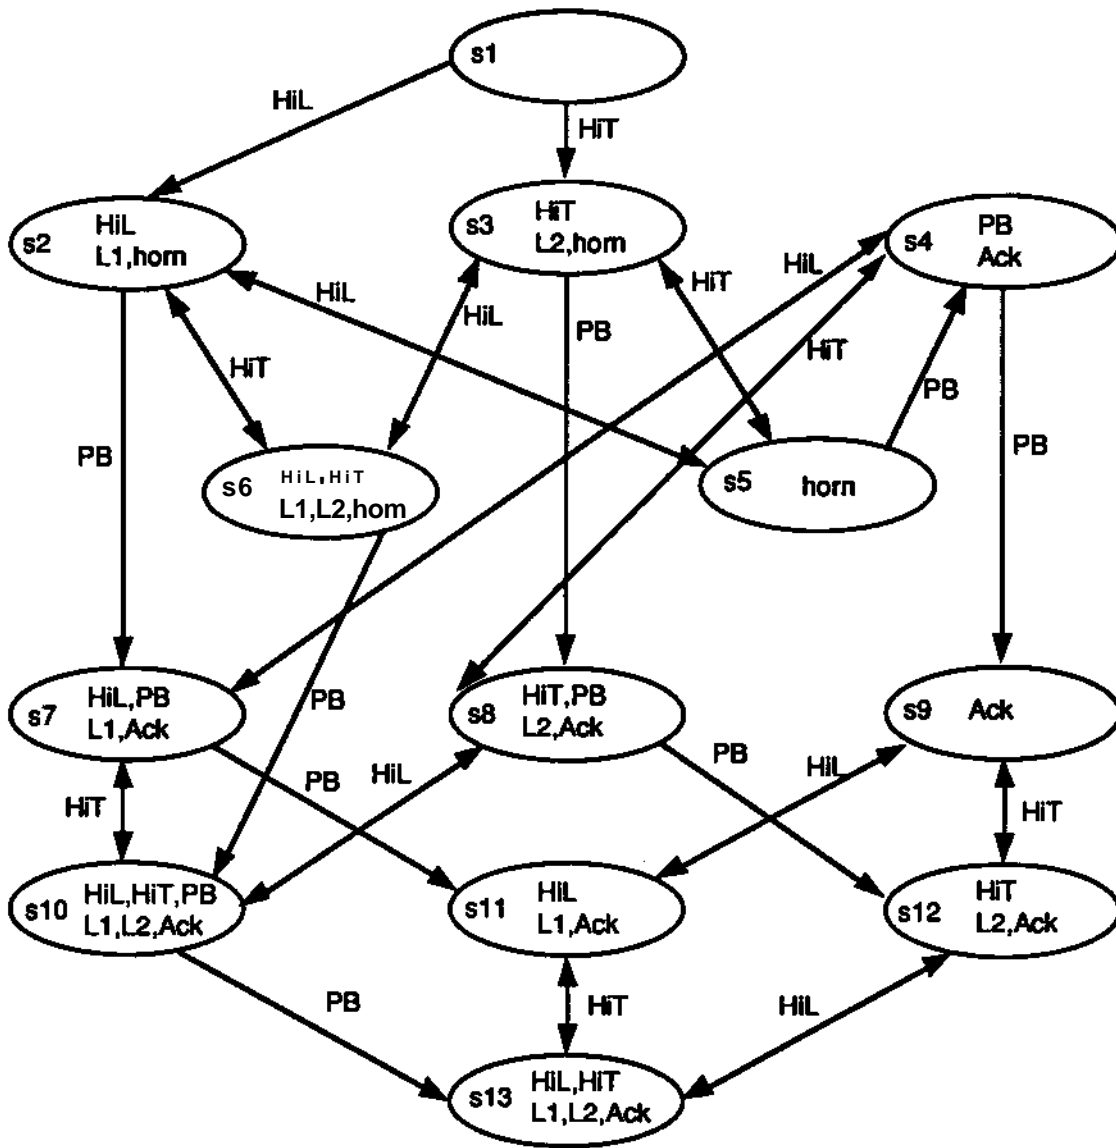 s1
HiL
HiT
s2
HiL
L1,horn
s3
HiT
L2,horn
s4
PB
Ack
HiL
HiT
HiL
HiL
PB
HiT
HiT
PB
PB
PB
s6
HiL,HiT
L1,L2,hom
s5
horn
s7
HiL,PB
L1,Ack
PB
s8
HiT,PB
L2,Ack
s9
Ack
HiT
PB
HiL
PB
HiL
HiT
s10
HiL,HiT,PB
L1,L2,Ack
s11
HiL
L1,Ack
s12
HiT
L2,Ack
PB
HiT
HiL
s13
HiL,HiT
L1,L2,Ack